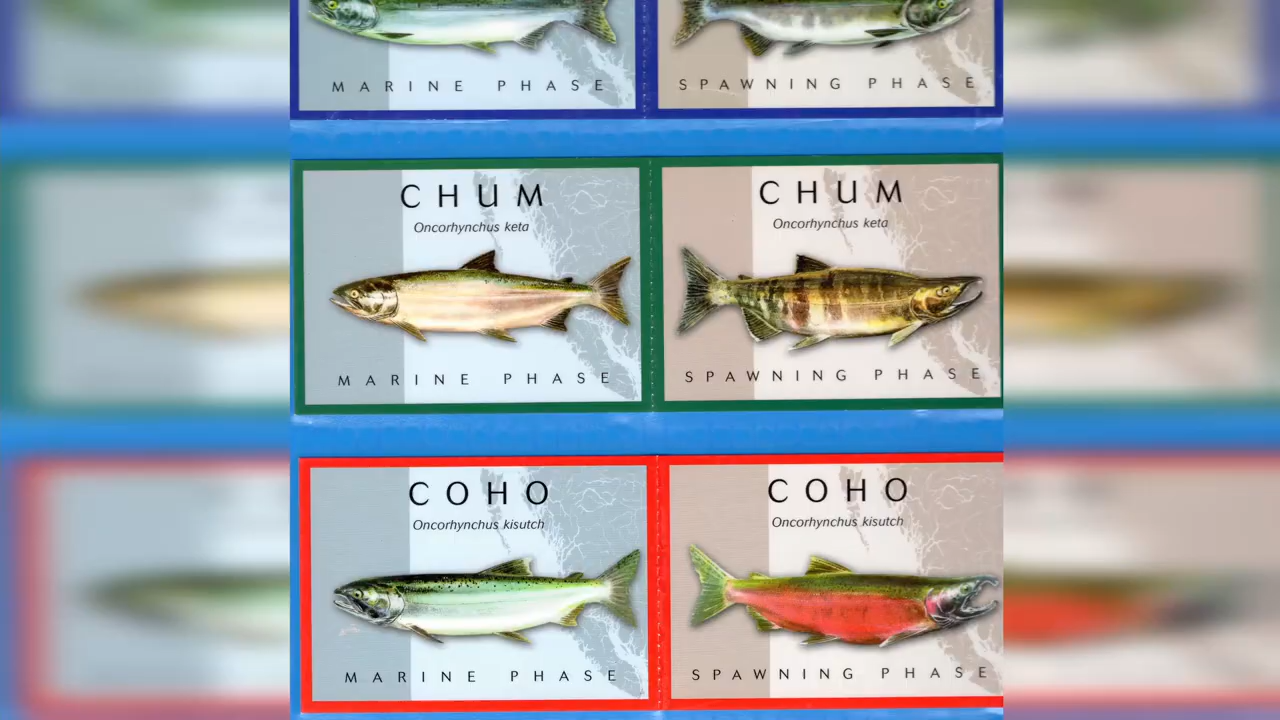 MARINE PHASE
SPAWNING PHASE
CHUM
Oncorhynchus keta
MARINE PHASE
CHUM
Oncorhynchus keta
SPAWNING PHASE
COHO
Oncorhynchus kisutch
MARINE PHASE
COHO
Oncorhynchus kisutch
SPAWNING PHASE